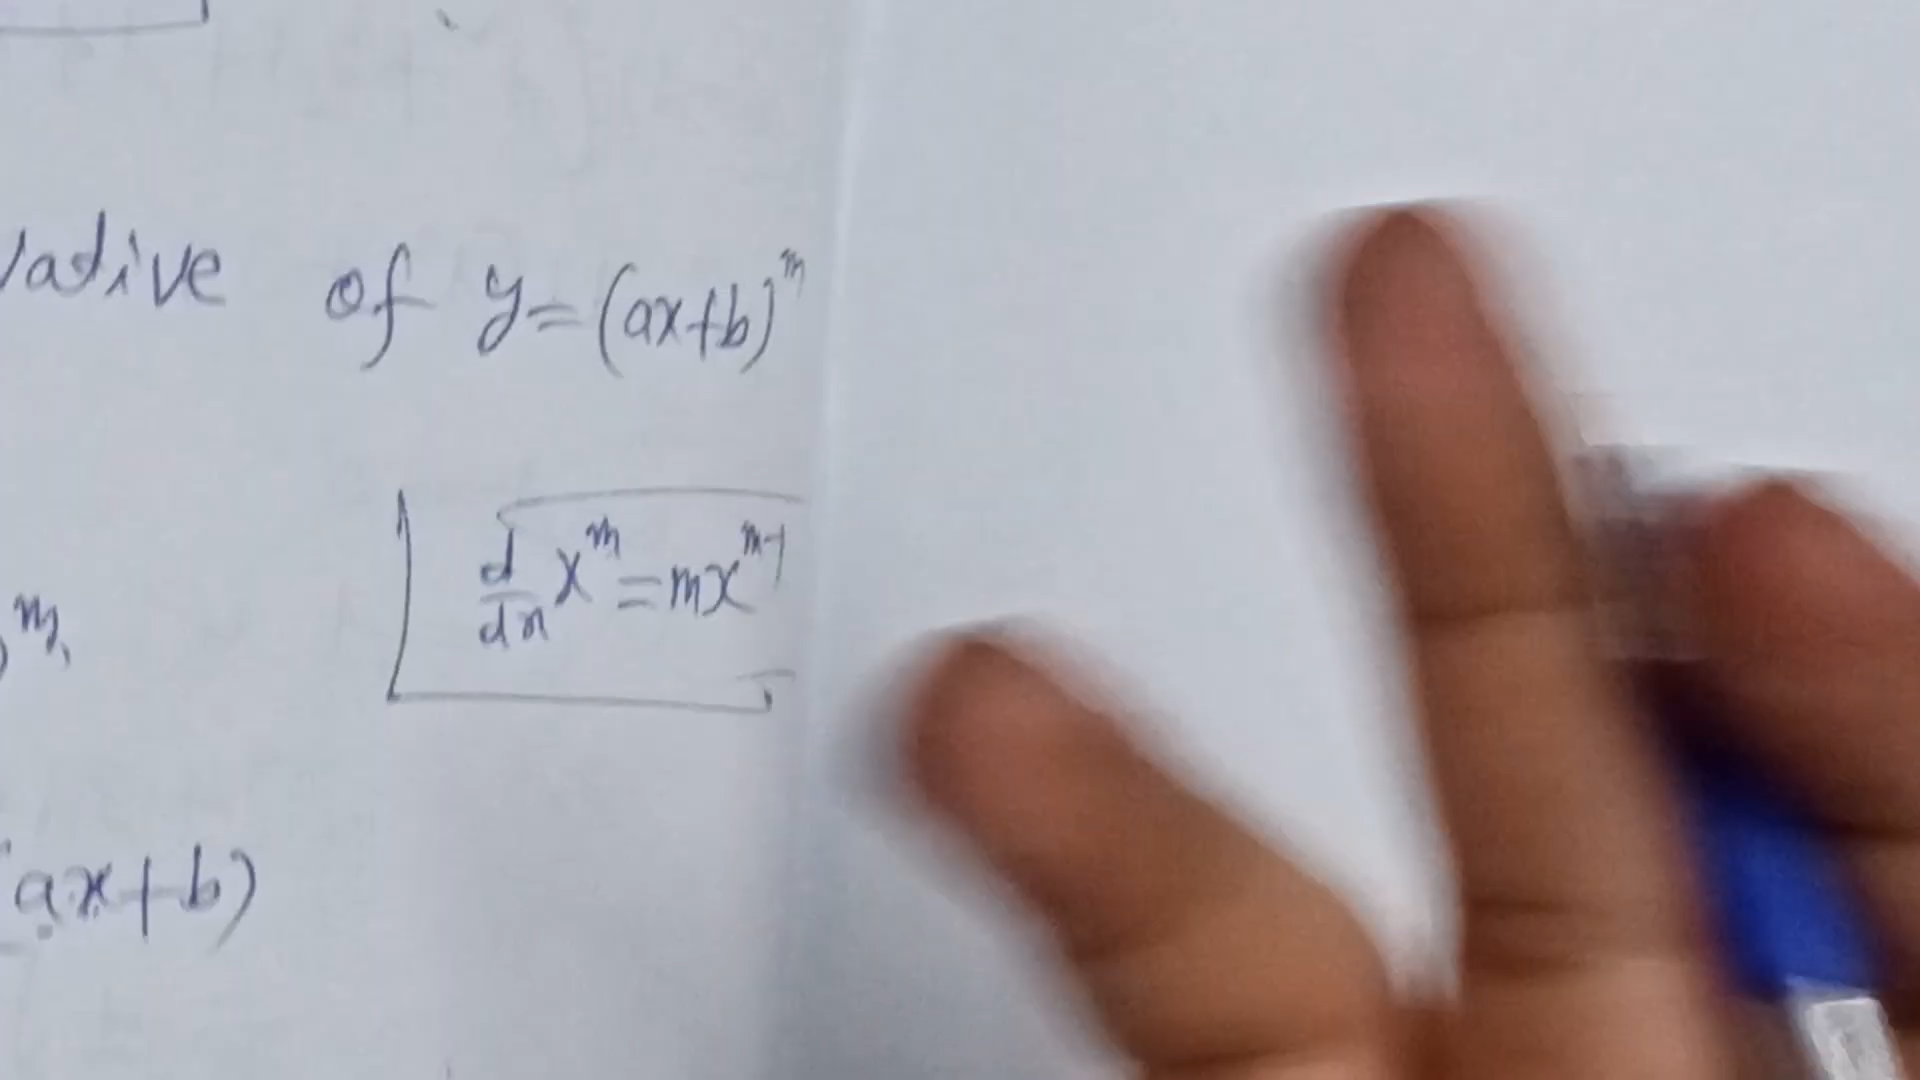 vative of y=(ax+b)^m
d/dx x^m = mx^m-1
)^m
(ax+b)